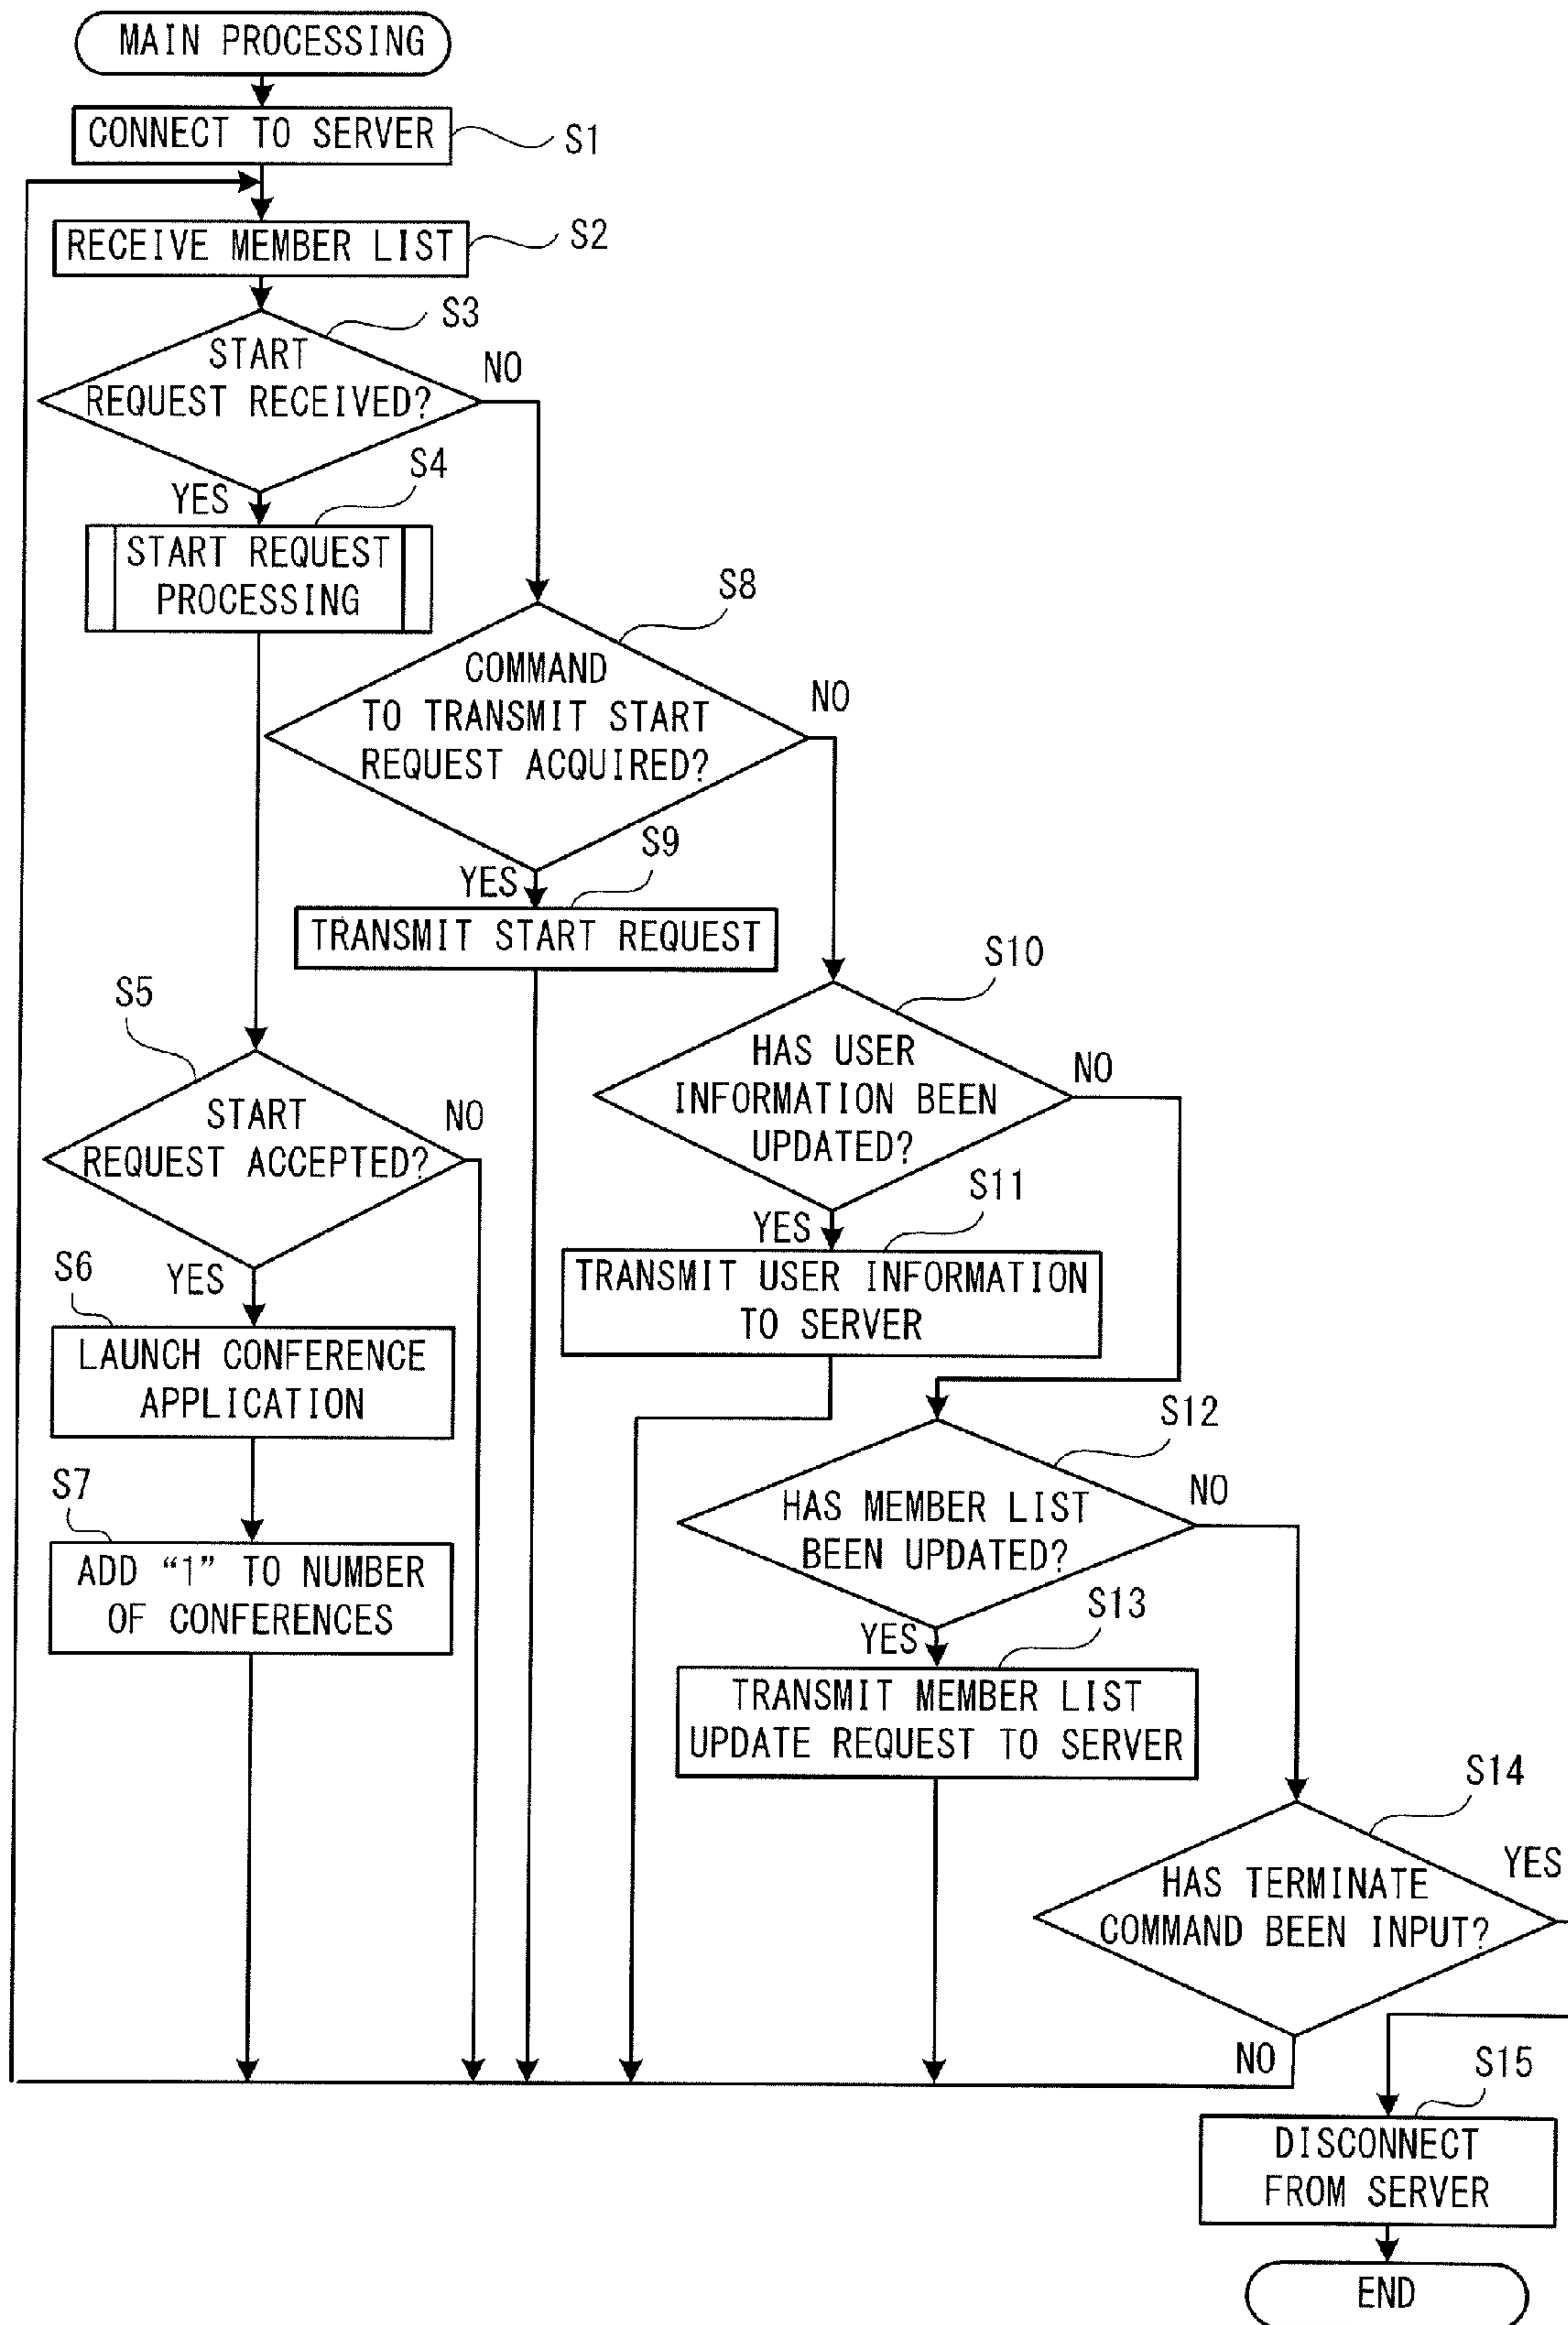 MAIN PROCESSING
CONNECT TO SERVER
S1
RECEIVE MEMBER LIST
S2
S3
START
REQUEST RECEIVED?
NO
YES
S4
START REQUEST
PROCESSING
S8
COMMAND
TO TRANSMIT START
REQUEST ACQUIRED?
NO
YES
S9
TRANSMIT START REQUEST
S10
HAS USER
INFORMATION BEEN
UPDATED?
NO
S5
START
REQUEST ACCEPTED?
NO
YES
S11
TRANSMIT USER INFORMATION
TO SERVER
YES
S6
LAUNCH CONFERENCE
APPLICATION
S12
HAS MEMBER LIST
BEEN UPDATED?
NO
S7
ADD “1” TO NUMBER
OF CONFERENCES
YES
S13
TRANSMIT MEMBER LIST
UPDATE REQUEST TO SERVER
S14
HAS TERMINATE
COMMAND BEEN INPUT?
YES
NO
S15
DISCONNECT
FROM SERVER
END